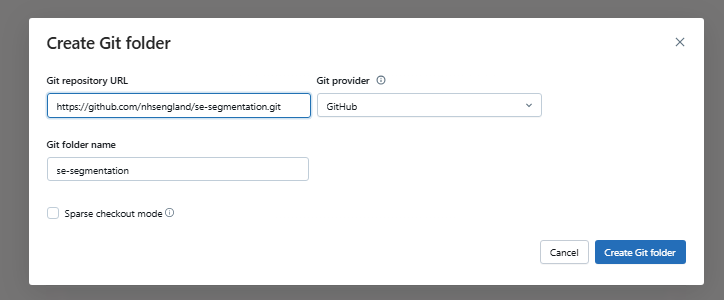 Create Git folder
Git repository URL
Git provider
https://github.com/nhsengland/se-segmentation.git
GitHub
Git folder name
se-segmentation
Sparse checkout mode
Cancel
Create Git folder